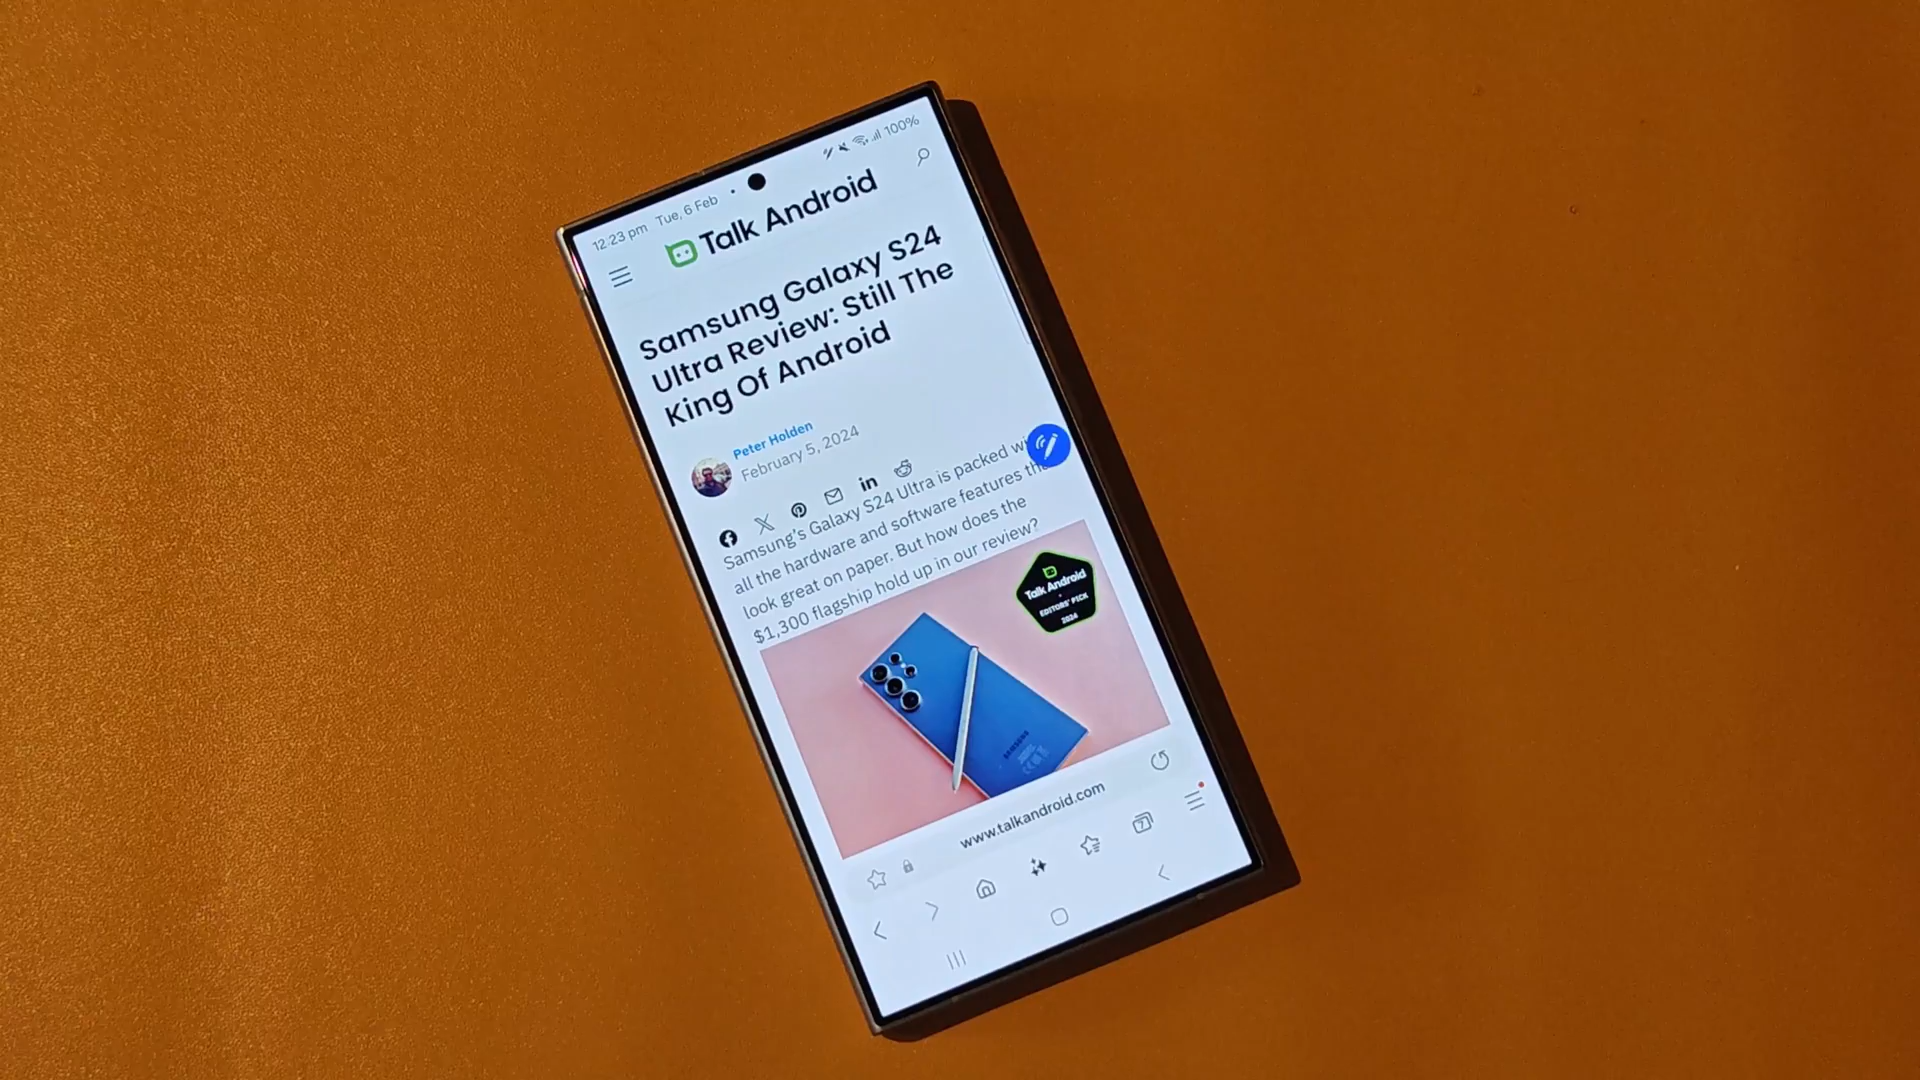 12:23 pm Tue, 6 Feb 100%
Talk Android
Samsung Galaxy S24
Ultra Review: Still The
King Of Android
Peter Holden
February 5, 2024
Samsung's Galaxy S24 Ultra is packed
all the hardware and software features
look great on paper. But how does the
$1,300 flagship hold up in our review?
Talk Android
EDITORS' PICK
2024
SAMSUNG
www.talkandroid.com
7